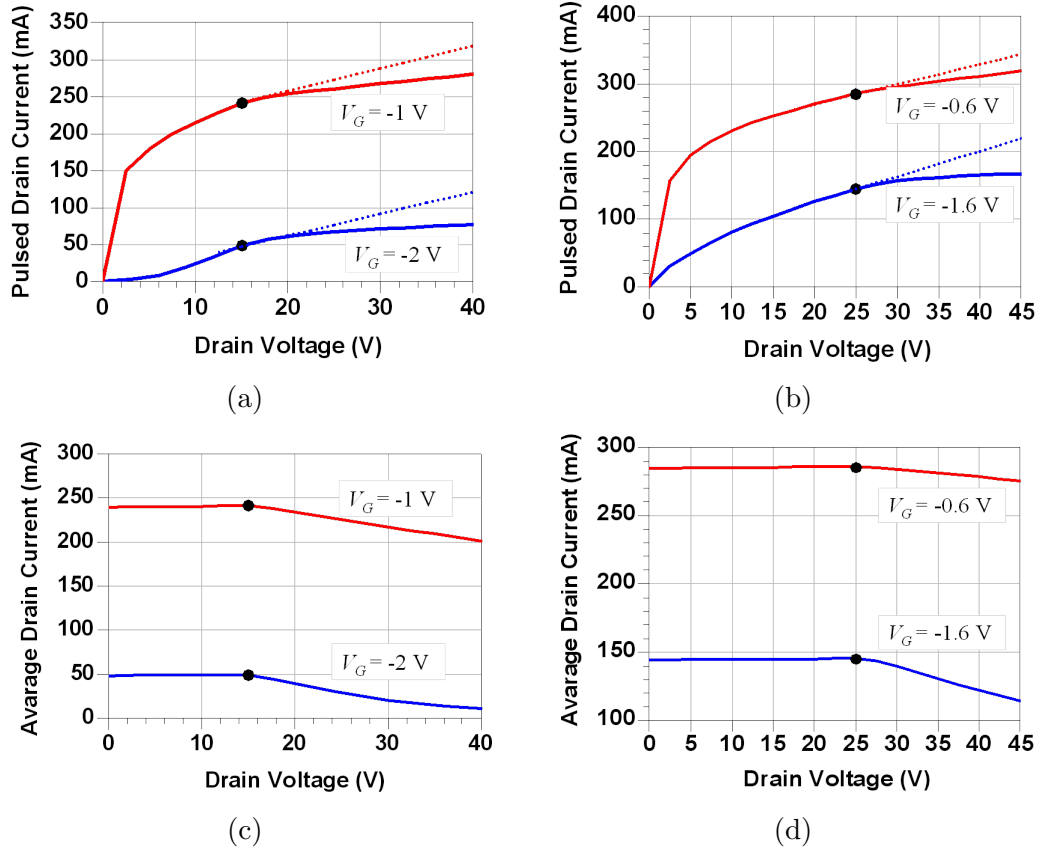 Pulsed Drain Current (mA)
350
300
250
200
150
100
50
0
0 10 20 30 40
Drain Voltage (V)
V_G = -1 V
V_G = -2 V
(a)
Pulsed Drain Current (mA)
400
300
200
100
0
0 5 10 15 20 25 30 35 40 45
Drain Voltage (V)
V_G = -0.6 V
V_G = -1.6 V
(b)
Avarage Drain Current (mA)
300
250
200
150
100
50
0
0 10 20 30 40
Drain Voltage (V)
V_G = -1 V
V_G = -2 V
(c)
Avarage Drain Current (mA)
300
250
200
150
100
0 5 10 15 20 25 30 35 40 45
Drain Voltage (V)
V_G = -0.6 V
V_G = -1.6 V
(d)